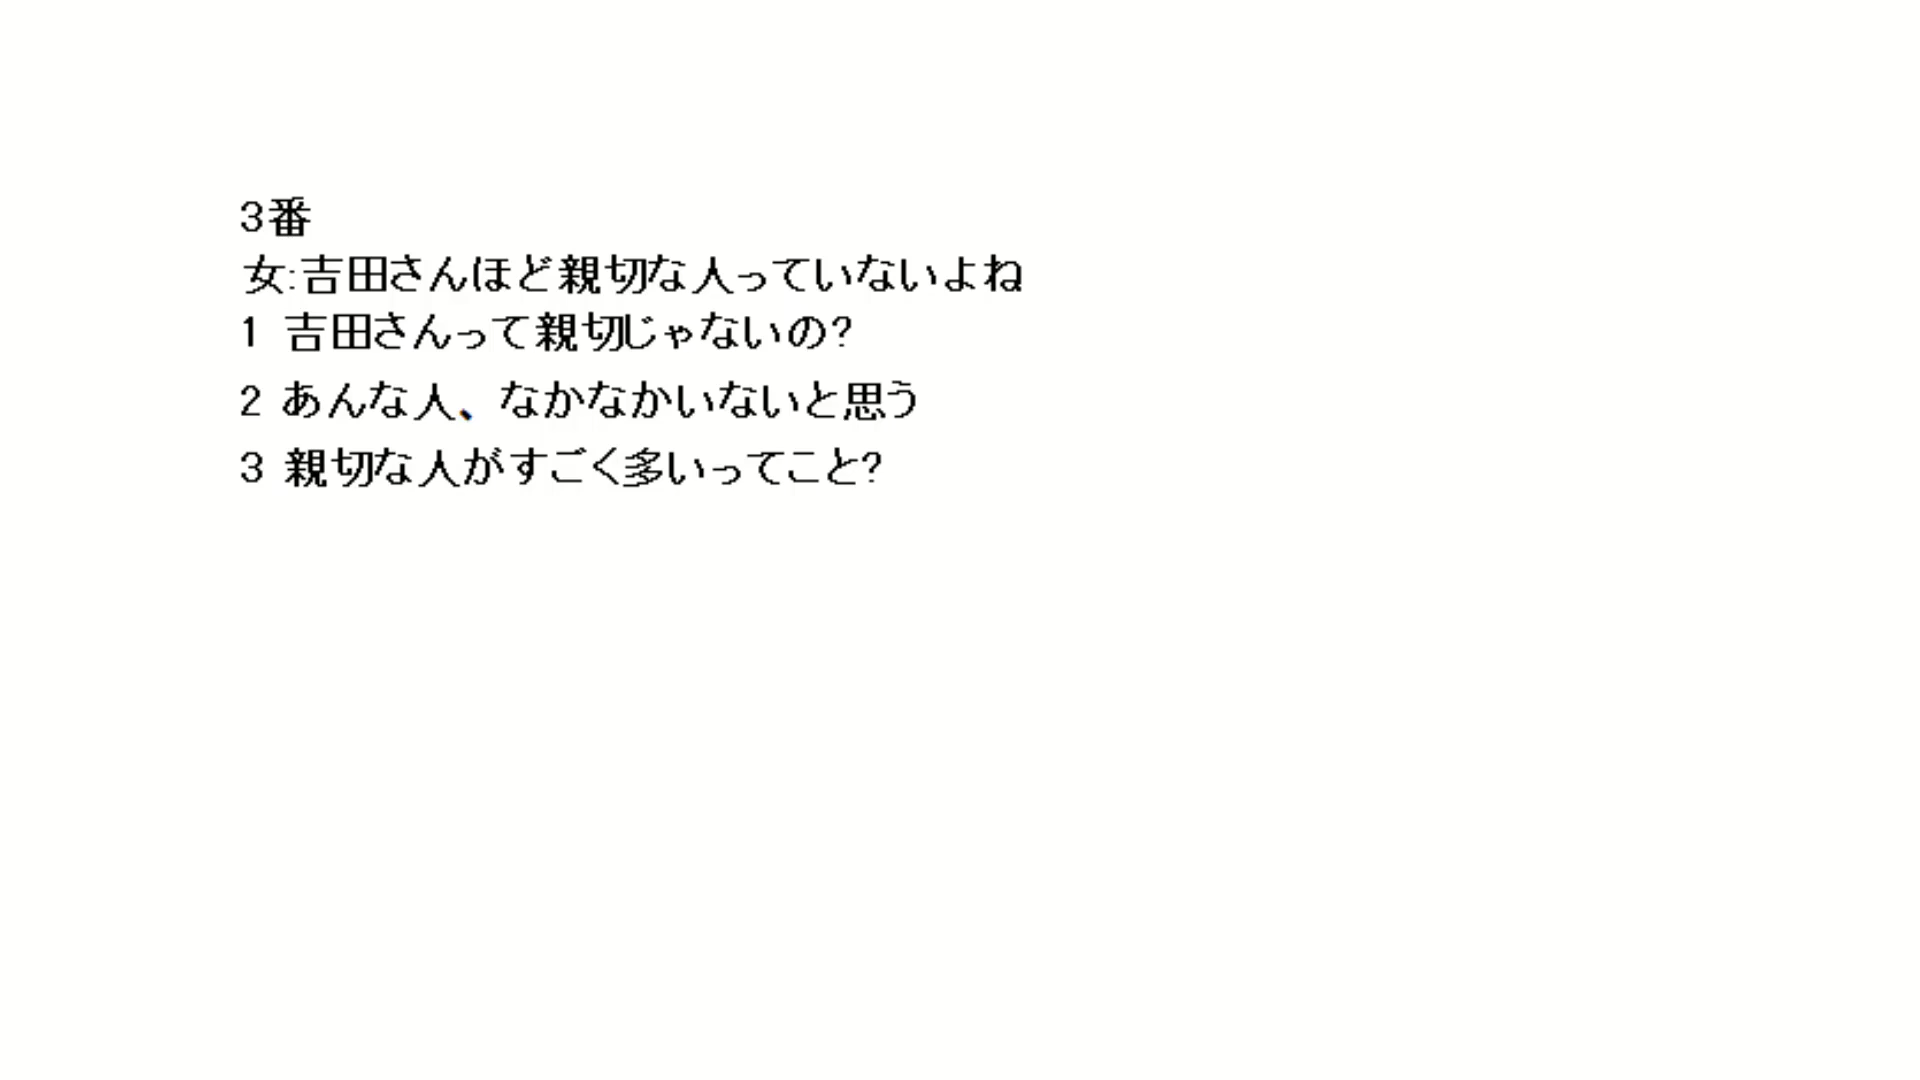 3番
女:吉田さんほど親切な人っていないよね
1 吉田さんって親切じゃないの?
2 あんな人、なかなかいないと思う
3 親切な人がすごく多いってこと?